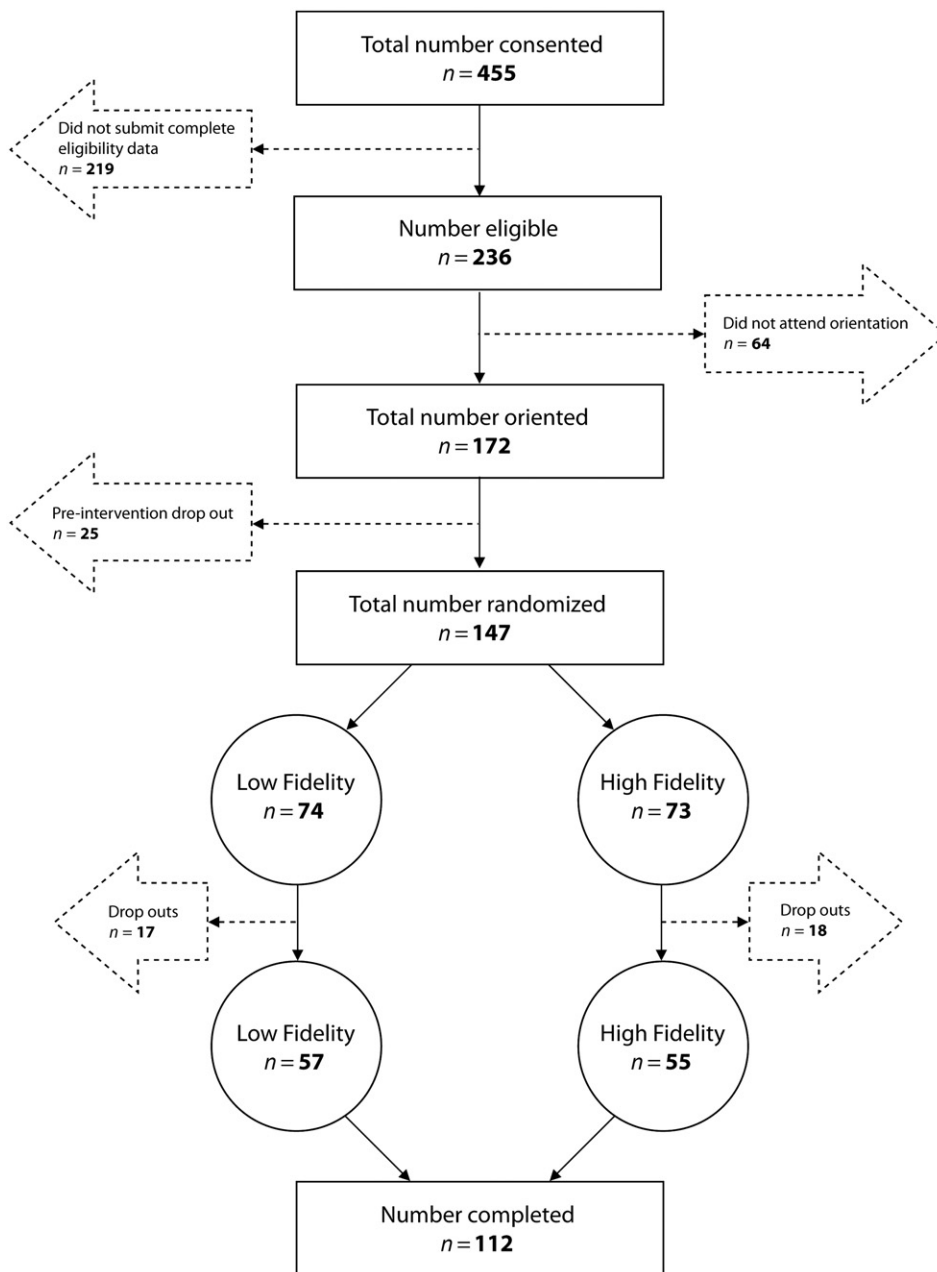 Total number consented
n = 455
Did not submit complete
eligibility data
n = 219
Number eligible
n = 236
Did not attend orientation
n = 64
Total number oriented
n = 172
Pre-intervention drop out
n = 25
Total number randomized
n = 147
Low Fidelity
n = 74
High Fidelity
n = 73
Drop outs
n = 17
Drop outs
n = 18
Low Fidelity
n = 57
High Fidelity
n = 55
Number completed
n = 112